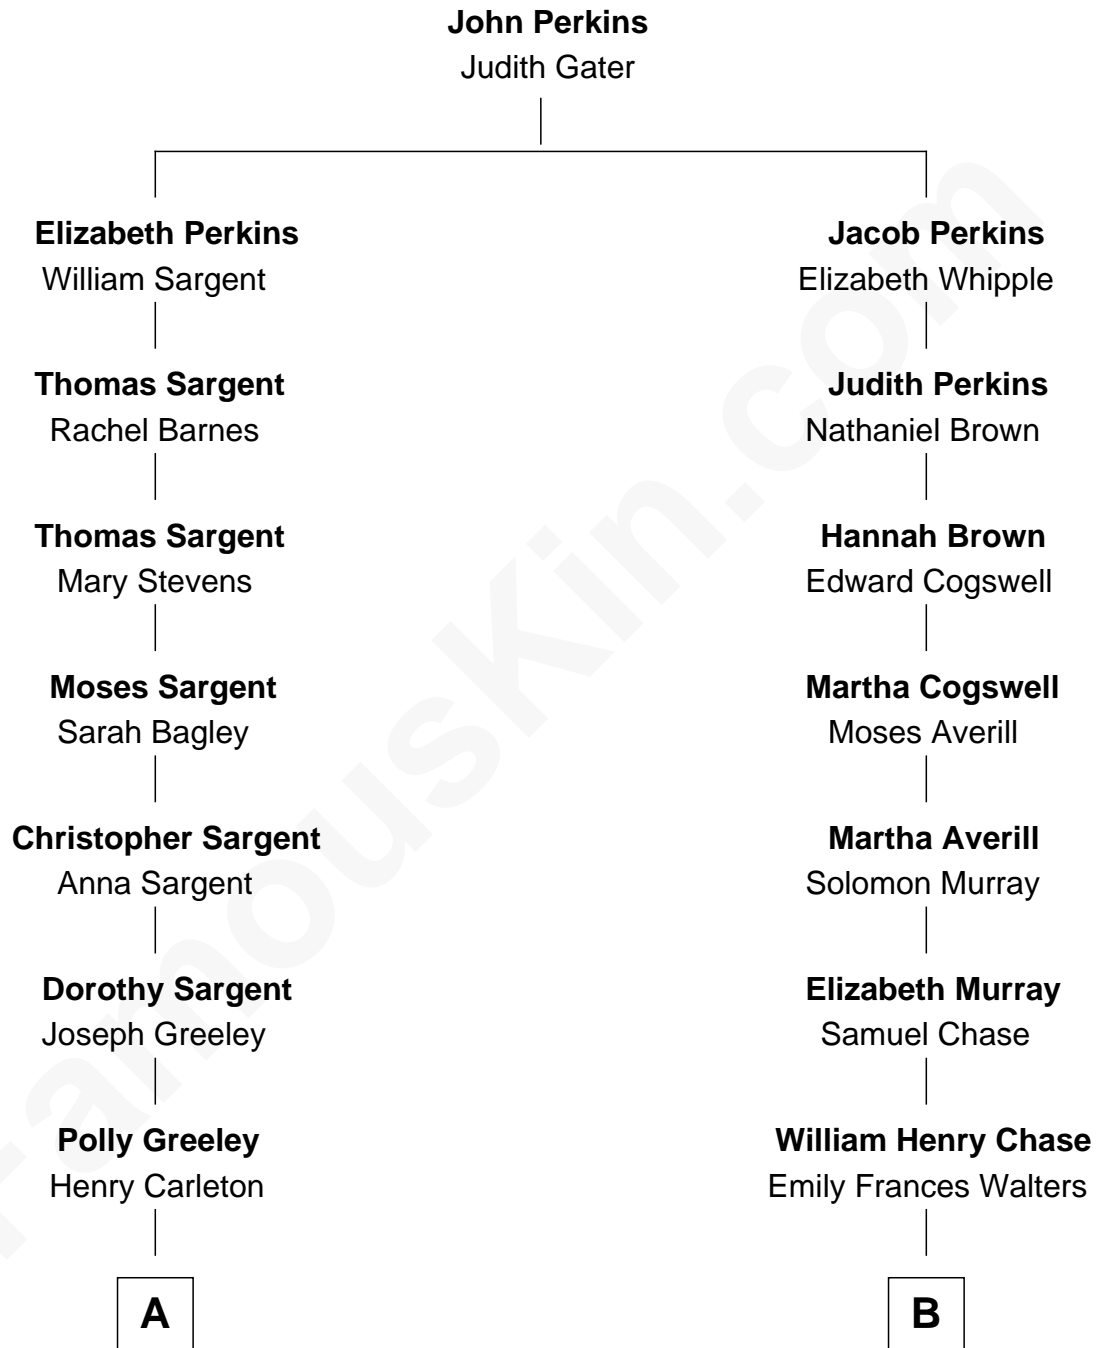 John Perkins
Judith Gater
Elizabeth Perkins
William Sargent
Jacob Perkins
Elizabeth Whipple
Thomas Sargent
Rachel Barnes
Judith Perkins
Nathaniel Brown
Thomas Sargent
Mary Stevens
Hannah Brown
Edward Cogswell
Moses Sargent
Sarah Bagley
Martha Cogswell
Moses Averill
Christopher Sargent
Anna Sargent
Martha Averill
Solomon Murray
Dorothy Sargent
Joseph Greeley
Elizabeth Murray
Samuel Chase
Polly Greeley
Henry Carleton
William Henry Chase
Emily Frances Walters
A
B
FamousKin.com